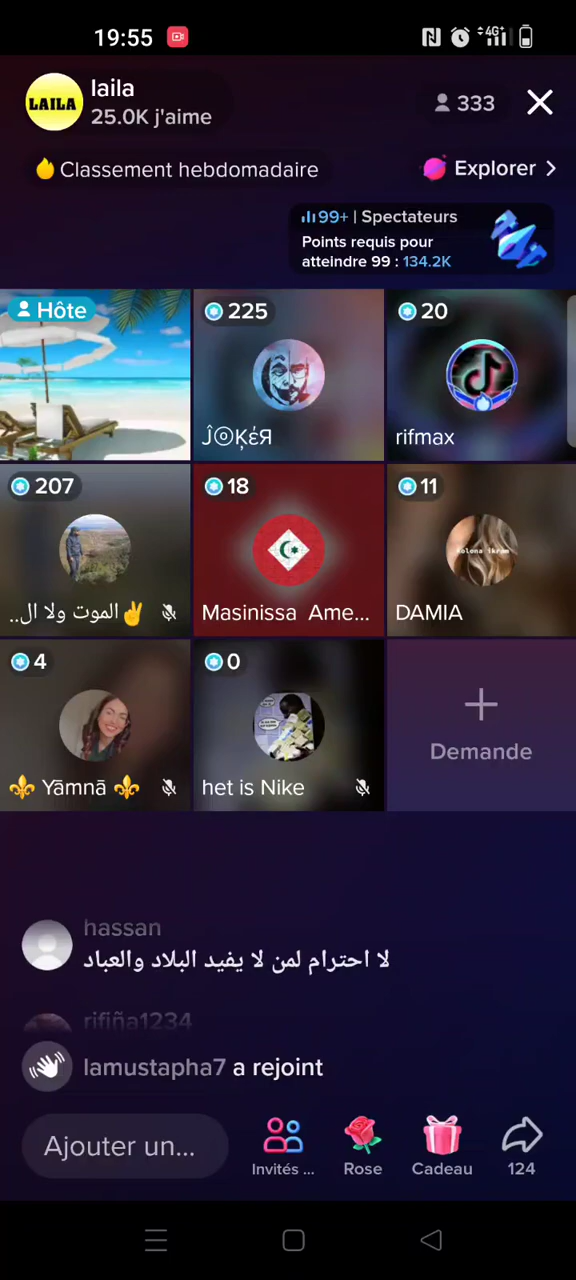 19:55
4G+
LAILA
laila
25.0K j'aime
333
Classement hebdomadaire
Explorer
99+ | Spectateurs
Points requis pour
atteindre 99 : 134.2K
Hôte
225
20
ĴʘĶέЯ
rifmax
207
18
11
الموت ولا ال..
Masinissa Ame...
DAMIA
4
0
Yāmnā
het is Nike
Demande
hassan
لا احترام لمن لا يفيد البلاد والعباد
rifiña1234
lamustapha7 a rejoint
Ajouter un...
Invités ...
Rose
Cadeau
124